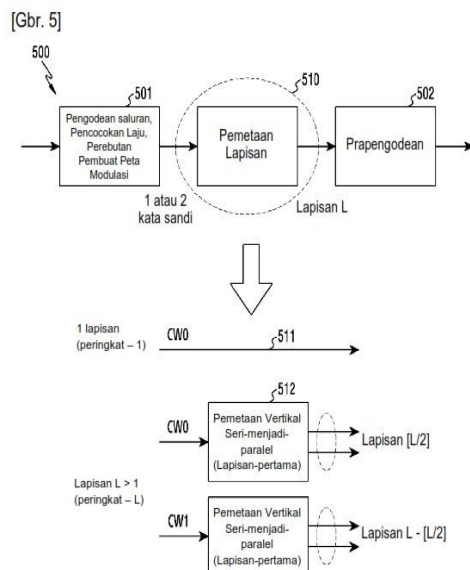 [Gbr. 5]
500
501
Pengodean saluran,
Pencocokan Laju,
Perebutan
Pembuat Peta
Modulasi
510
Pemetaan
Lapisan
502
Prapengodean
1 atau 2
kata sandi
Lapisan L
1 lapisan
(peringkat – 1)
CW0
511
512
CW0
Pemetaan Vertikal
Seri-menjadi-
paralel
(Lapisan-pertama)
Lapisan [L/2]
Lapisan L > 1
(peringkat – L)
CW1
Pemetaan Vertikal
Seri-menjadi-
paralel
(Lapisan-pertama)
Lapisan L - [L/2]